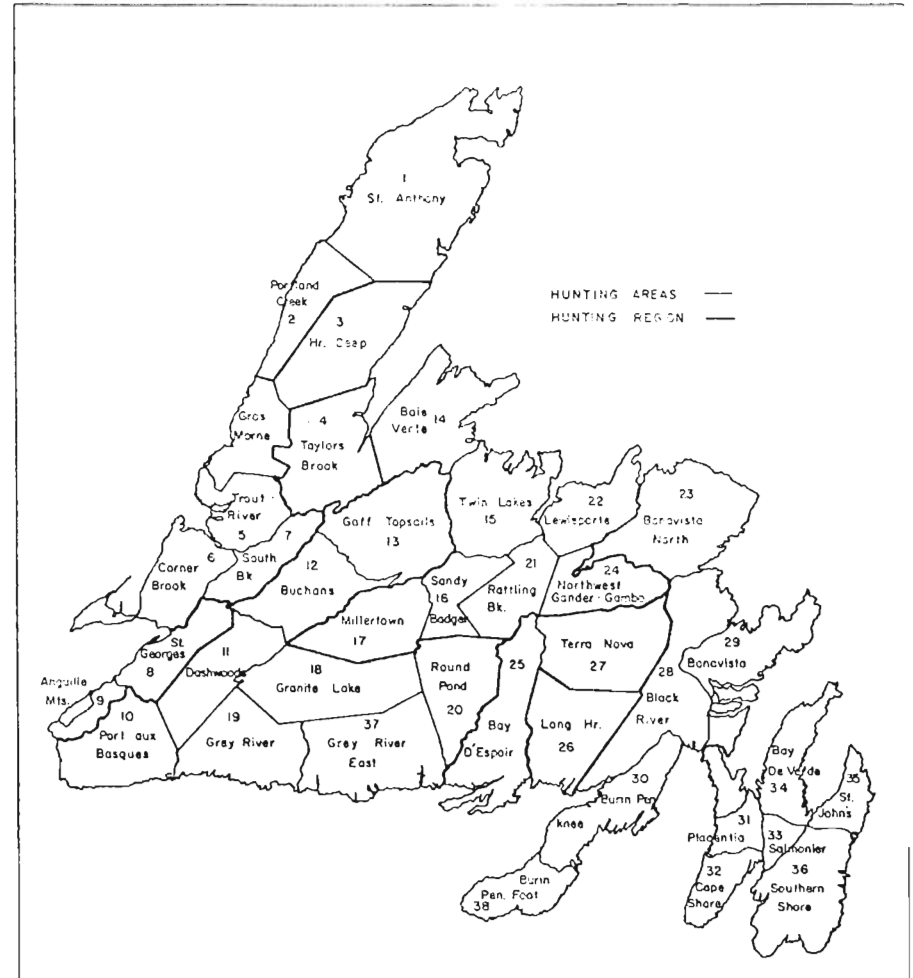 1
St. Anthony
Portland
Creek
2
HUNTING AREAS
HUNTING REGION
3
Hr. Deep
Gros
Morne
4
Taylors
Brook
Baie
Verte 14
Trout
River
5
Gaff Topsails
13
Twin Lakes
15
22
Lewisporte
23
Bonavista
North
6
Corner
Brook
7
South
Bk
12
Buchans
Sandy
16
Badger
21
Rattling
Bk.
24
Northwest
Gander-Gambo
Millertown
17
St.
Georges
8
11
Dashwoods
18
Granite Lake
Round
Pond
20
25
Bay
D'Espoir
Terra Nova
27
28
Black
River
29
Bonavista
Anguille
Mts.
9
10
Port aux
Basques
19
Grey River
37
Grey River
East
Long Hr.
26
Bay
De Verde
34
35
St.
John's
30
Burin Pen
Knee
31
Placentia
33
Salmonier
32
Cape
Shore
36
Southern
Shore
Burin
Pen. Foot
38